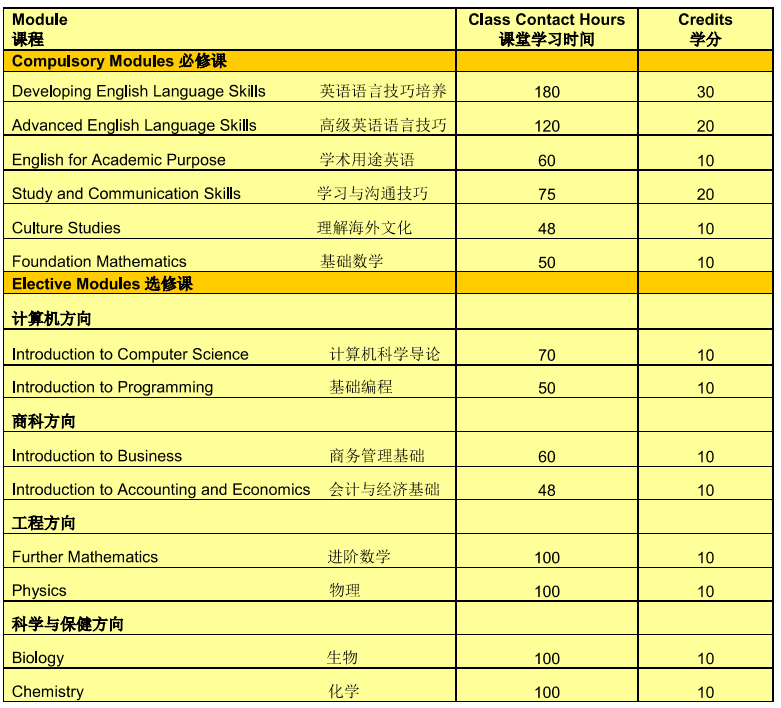 Module Class Contact Hours Credits
课程 课堂学习时间 学分
Compulsory Modules 必修课
Developing English Language Skills 英语语言技巧培养 180 30
Advanced English Language Skills 高级英语语言技巧 120 20
English for Academic Purpose 学术用途英语 60 10
Study and Communication Skills 学习与沟通技巧 75 20
Culture Studies 理解海外文化 48 10
Foundation Mathematics 基础数学 50 10
Elective Modules 选修课
计算机方向
Introduction to Computer Science 计算机科学导论 70 10
Introduction to Programming 基础编程 50 10
商科方向
Introduction to Business 商务管理基础 60 10
Introduction to Accounting and Economics 会计与经济基础 48 10
工程方向
Further Mathematics 进阶数学 100 10
Physics 物理 100 10
科学与保健方向
Biology 生物 100 10
Chemistry 化学 100 10